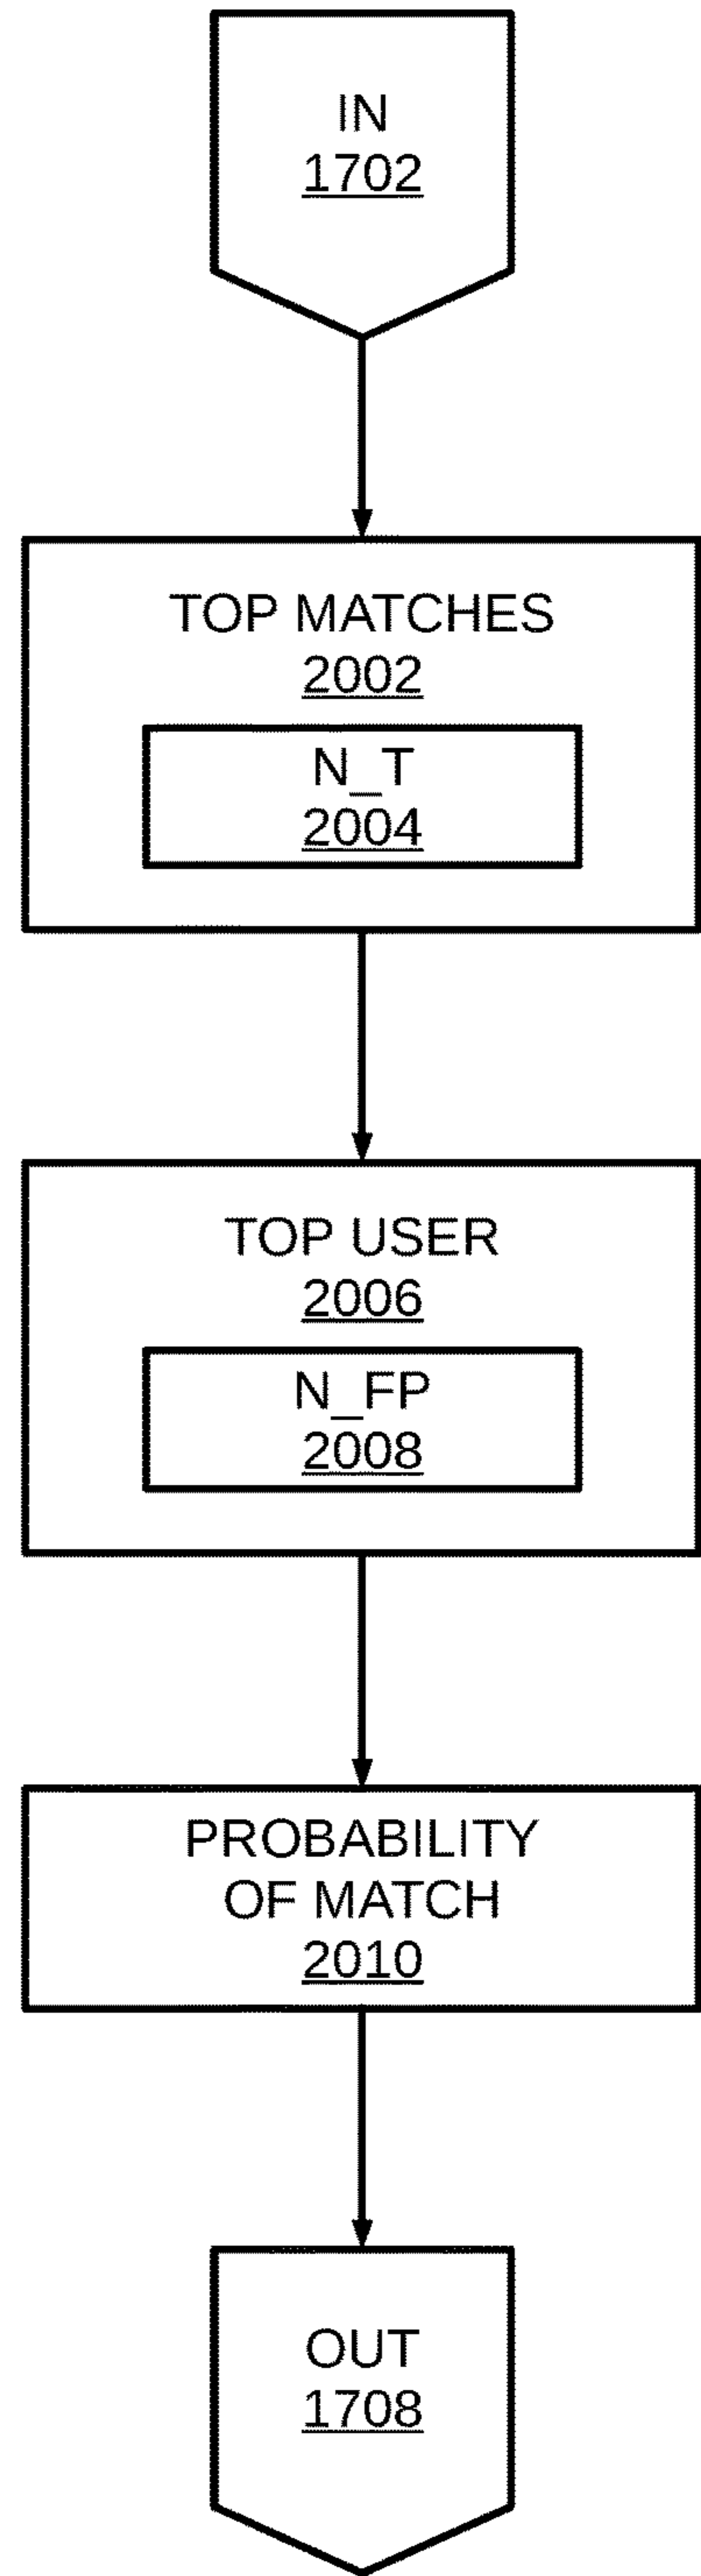 IN
1702
TOP MATCHES
2002
N_T
2004
TOP USER
2006
N_FP
2008
PROBABILITY
OF MATCH
2010
OUT
1708